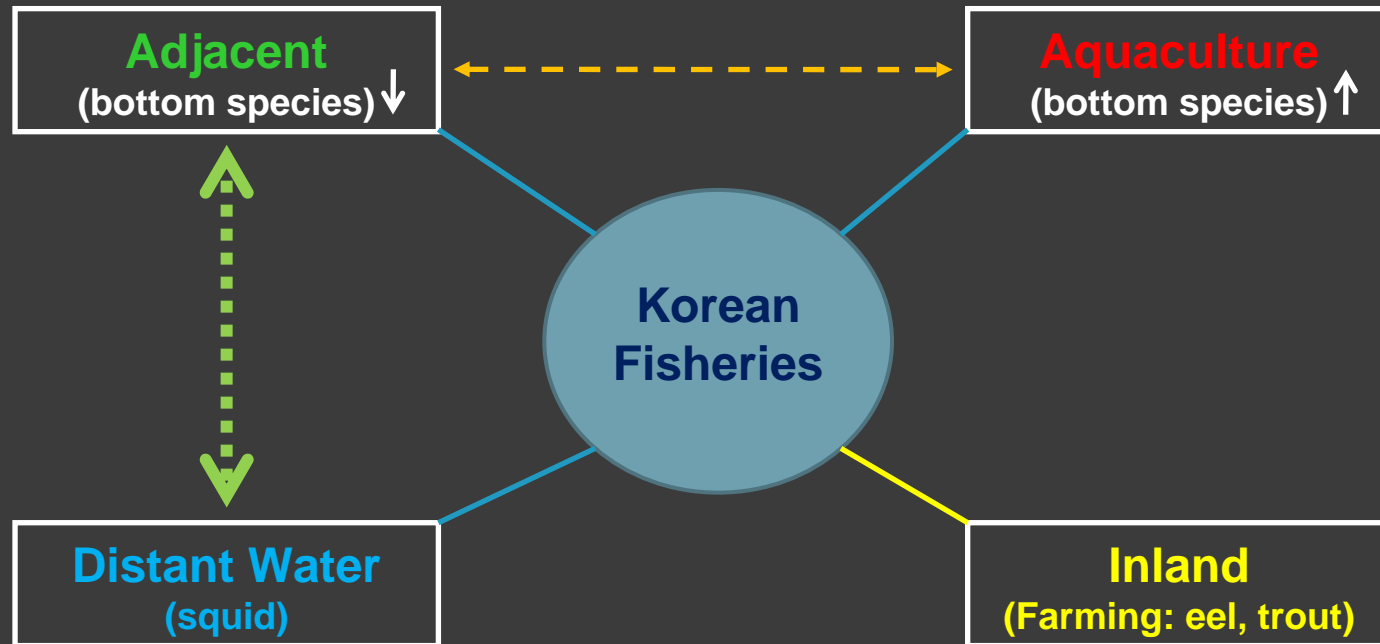 Adjacent
(bottom species)
Aquaculture
(bottom species)
Korean
Fisheries
Distant Water
(squid)
Inland
(Farming: eel, trout)